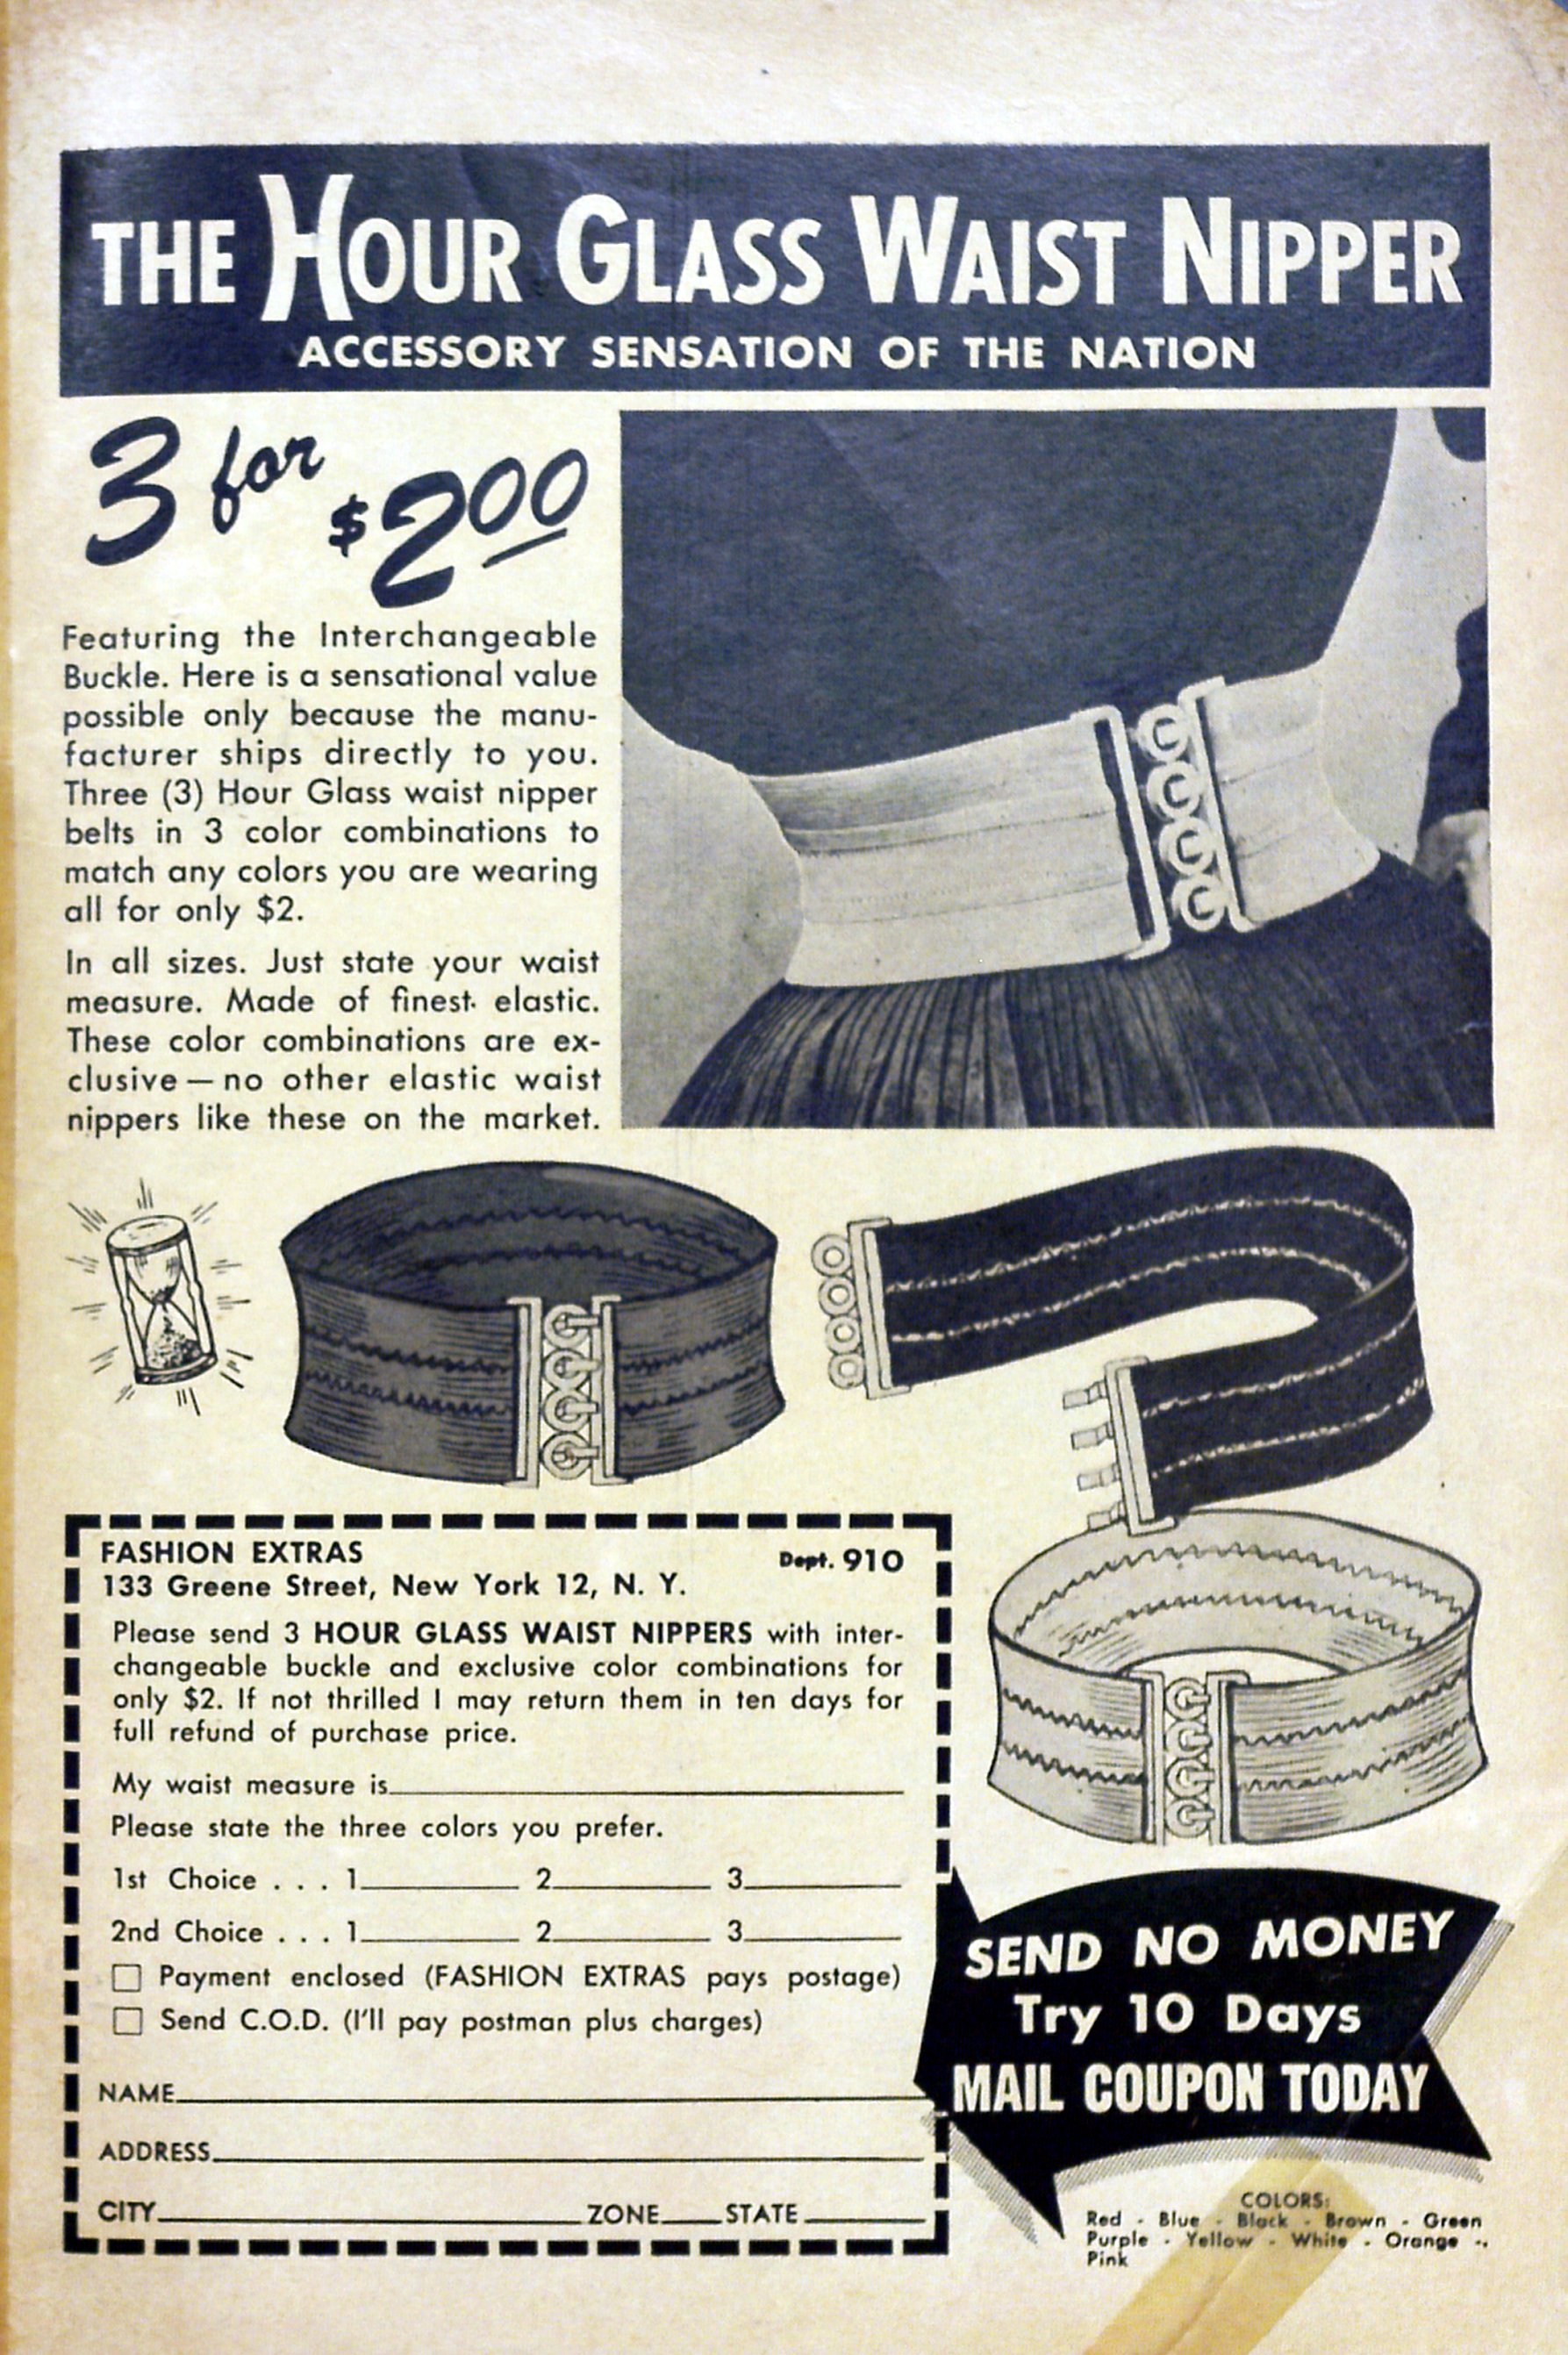 THE HOUR GLASS WAIST NIPPER
ACCESSORY SENSATION OF THE NATION
3 for $2.00
Featuring the Interchangeable
Buckle. Here is a sensational value
possible only because the manu-
facturer ships directly to you.
Three (3) Hour Glass waist nipper
belts in 3 color combinations to
match any colors you are wearing
all for only $2.
In all sizes. Just state your waist
measure. Made of finest elastic.
These color combinations are ex-
clusive — no other elastic waist
nippers like these on the market.
FASHION EXTRAS Dept. 910
133 Greene Street, New York 12, N. Y.
Please send 3 HOUR GLASS WAIST NIPPERS with inter-
changeable buckle and exclusive color combinations for
only $2. If not thrilled I may return them in ten days for
full refund of purchase price.
My waist measure is
Please state the three colors you prefer.
1st Choice . . . 1 2 3
2nd Choice . . . 1 2 3
Payment enclosed (FASHION EXTRAS pays postage)
Send C.O.D. (I'll pay postman plus charges)
NAME
ADDRESS
CITY ZONE STATE
SEND NO MONEY
Try 10 Days
MAIL COUPON TODAY
COLORS:
Red - Blue - Black - Brown - Green
Purple - Yellow - White - Orange -
Pink